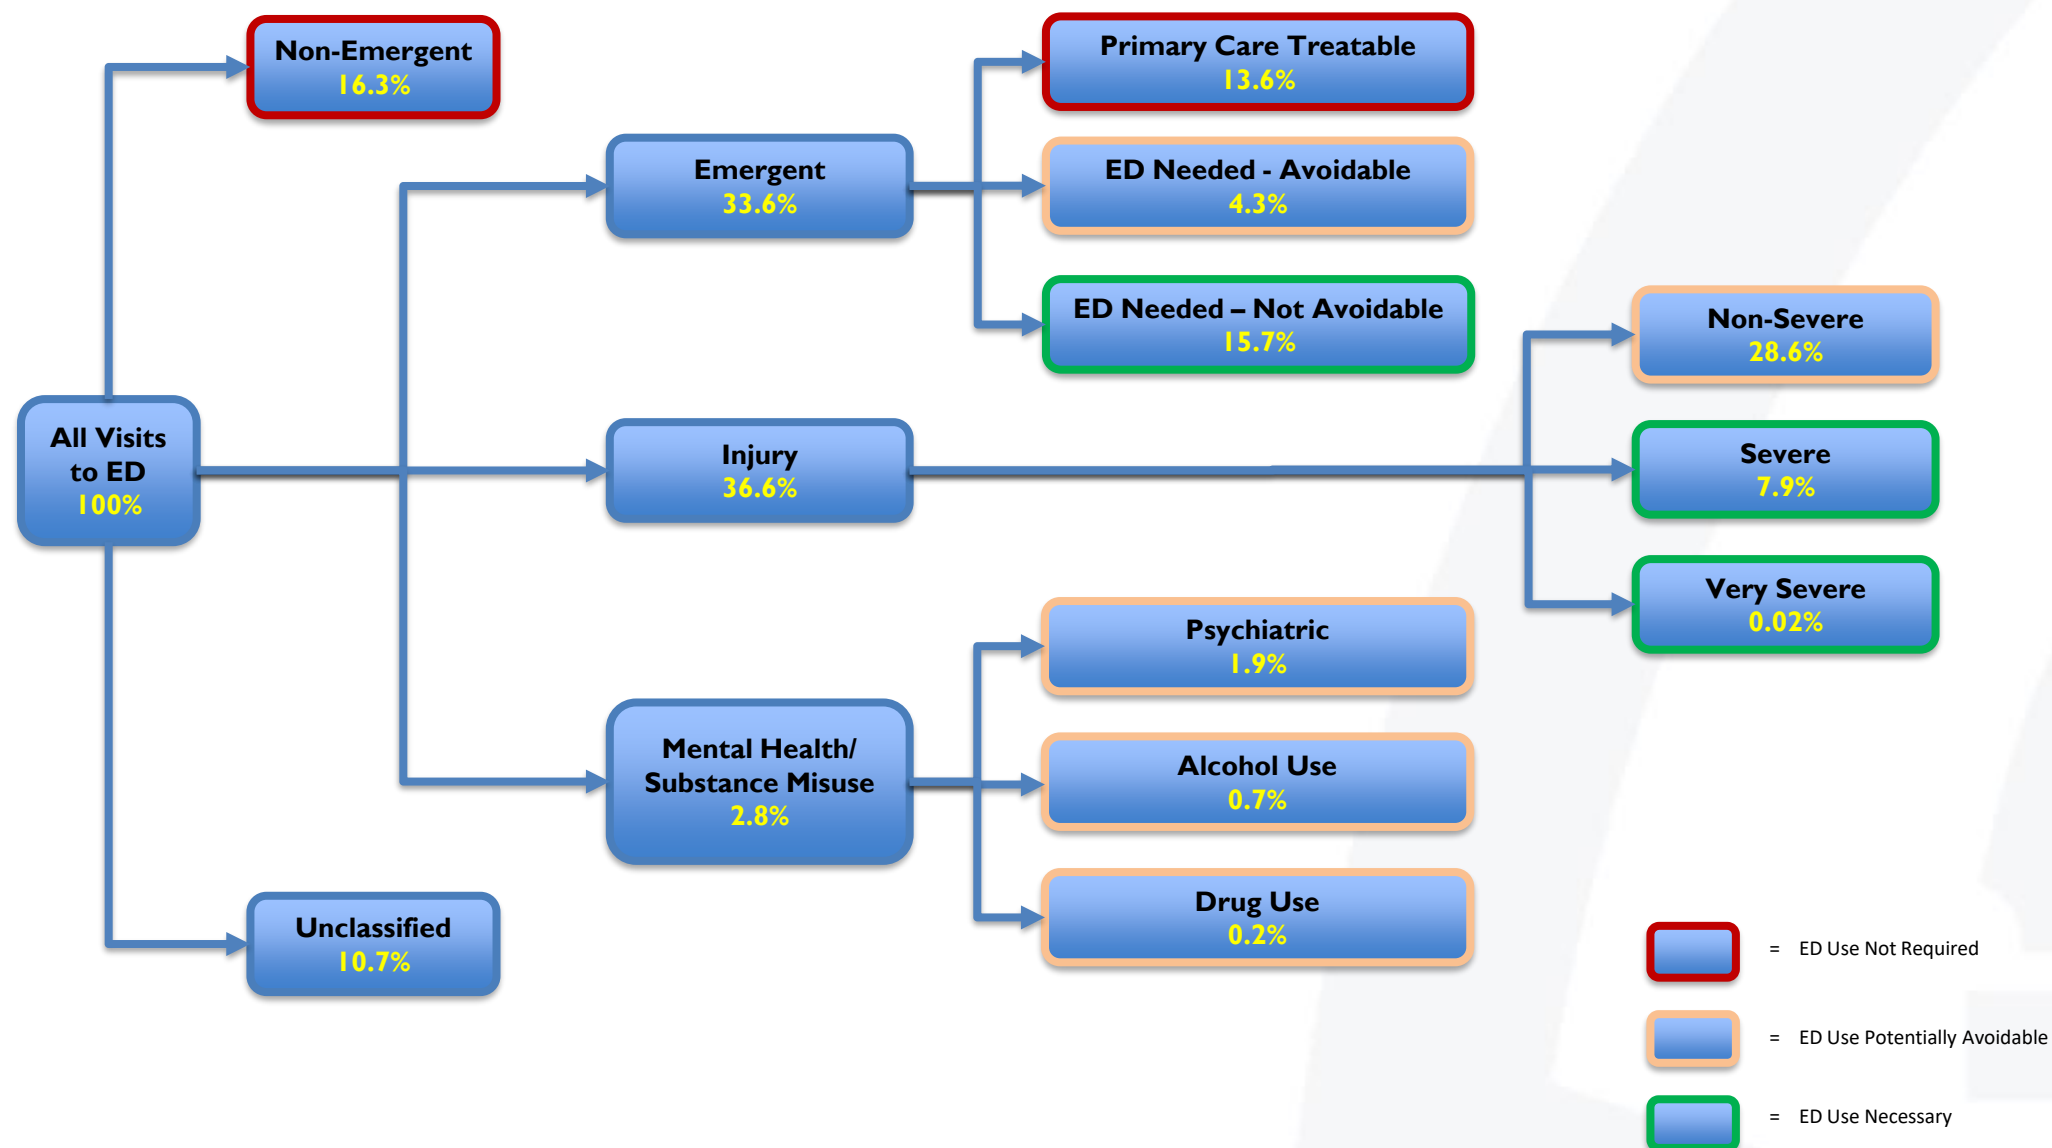 Non-Emergent
16.3%
Primary Care Treatable
13.6%
Emergent
33.6%
ED Needed - Avoidable
4.3%
ED Needed – Not Avoidable
15.7%
Non-Severe
28.6%
All Visits
to ED
100%
Injury
36.6%
Severe
7.9%
Very Severe
0.02%
Psychiatric
1.9%
Mental Health/
Substance Misuse
2.8%
Alcohol Use
0.7%
Drug Use
0.2%
Unclassified
10.7%
= ED Use Not Required
= ED Use Potentially Avoidable
= ED Use Necessary